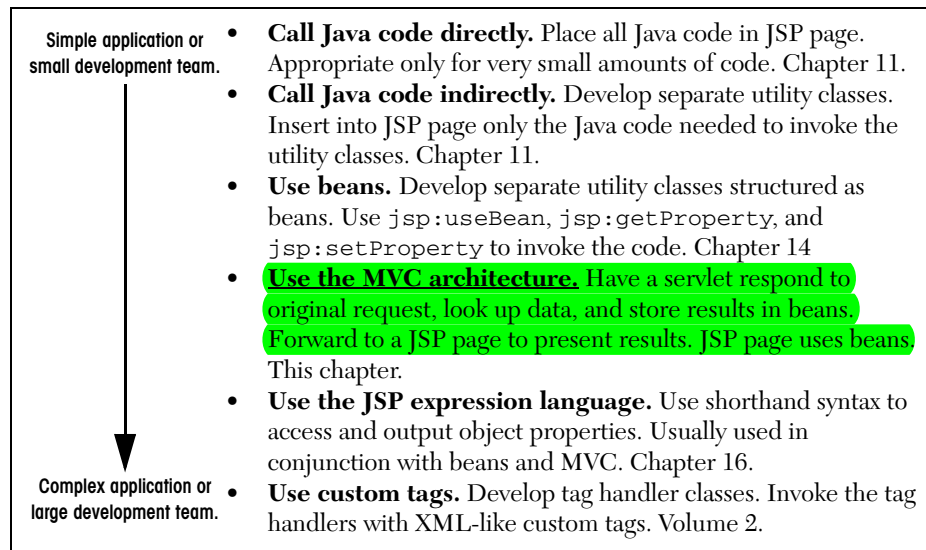 Simple application or
small development team.
• Call Java code directly. Place all Java code in JSP page.
Appropriate only for very small amounts of code. Chapter 11.
• Call Java code indirectly. Develop separate utility classes.
Insert into JSP page only the Java code needed to invoke the
utility classes. Chapter 11.
• Use beans. Develop separate utility classes structured as
beans. Use jsp:useBean, jsp:getProperty, and
jsp:setProperty to invoke the code. Chapter 14
• Use the MVC architecture. Have a servlet respond to
original request, look up data, and store results in beans.
Forward to a JSP page to present results. JSP page uses beans.
This chapter.
• Use the JSP expression language. Use shorthand syntax to
access and output object properties. Usually used in
conjunction with beans and MVC. Chapter 16.
Complex application or
large development team.
• Use custom tags. Develop tag handler classes. Invoke the tag
handlers with XML-like custom tags. Volume 2.